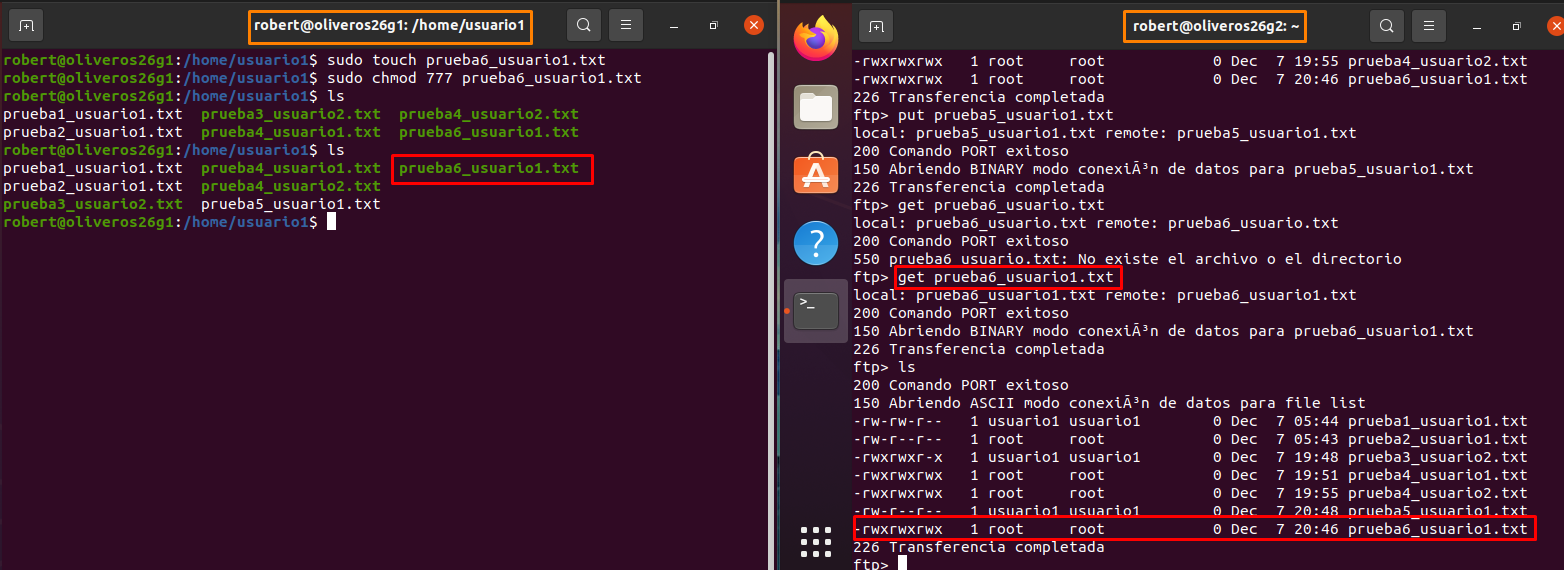 robert@oliveros26g1: /home/usuario1
robert@oliveros26g1:/home/usuario1$ sudo touch prueba6_usuario1.txt
robert@oliveros26g1:/home/usuario1$ sudo chmod 777 prueba6_usuario1.txt
robert@oliveros26g1:/home/usuario1$ ls
prueba1_usuario1.txt  prueba3_usuario2.txt  prueba4_usuario2.txt
prueba2_usuario1.txt  prueba4_usuario1.txt  prueba6_usuario1.txt
robert@oliveros26g1:/home/usuario1$ ls
prueba1_usuario1.txt  prueba4_usuario1.txt  prueba6_usuario1.txt
prueba2_usuario1.txt  prueba4_usuario2.txt
prueba3_usuario2.txt  prueba5_usuario1.txt
robert@oliveros26g1:/home/usuario1$
robert@oliveros26g2: ~
-rwxrwxrwx   1 root     root            0 Dec  7 19:55 prueba4_usuario2.txt
-rwxrwxrwx   1 root     root            0 Dec  7 20:46 prueba6_usuario1.txt
226 Transferencia completada
ftp> put prueba5_usuario1.txt
local: prueba5_usuario1.txt remote: prueba5_usuario1.txt
200 Comando PORT exitoso
150 Abriendo BINARY modo conexiÃ³n de datos para prueba5_usuario1.txt
226 Transferencia completada
ftp> get prueba6_usuario.txt
local: prueba6_usuario.txt remote: prueba6_usuario.txt
200 Comando PORT exitoso
550 prueba6_usuario.txt: No existe el archivo o el directorio
ftp> get prueba6_usuario1.txt
local: prueba6_usuario1.txt remote: prueba6_usuario1.txt
200 Comando PORT exitoso
150 Abriendo BINARY modo conexiÃ³n de datos para prueba6_usuario1.txt
226 Transferencia completada
ftp> ls
200 Comando PORT exitoso
150 Abriendo ASCII modo conexiÃ³n de datos para file list
-rw-rw-r--   1 usuario1 usuario1        0 Dec  7 05:44 prueba1_usuario1.txt
-rw-r--r--   1 root     root            0 Dec  7 05:43 prueba2_usuario1.txt
-rwxrwxr-x   1 usuario1 usuario1        0 Dec  7 19:48 prueba3_usuario2.txt
-rwxrwxrwx   1 root     root            0 Dec  7 19:51 prueba4_usuario1.txt
-rwxrwxrwx   1 root     root            0 Dec  7 19:55 prueba4_usuario2.txt
-rw-r--r--   1 usuario1 usuario1        0 Dec  7 20:48 prueba5_usuario1.txt
-rwxrwxrwx   1 root     root            0 Dec  7 20:46 prueba6_usuario1.txt
226 Transferencia completada
ftp>